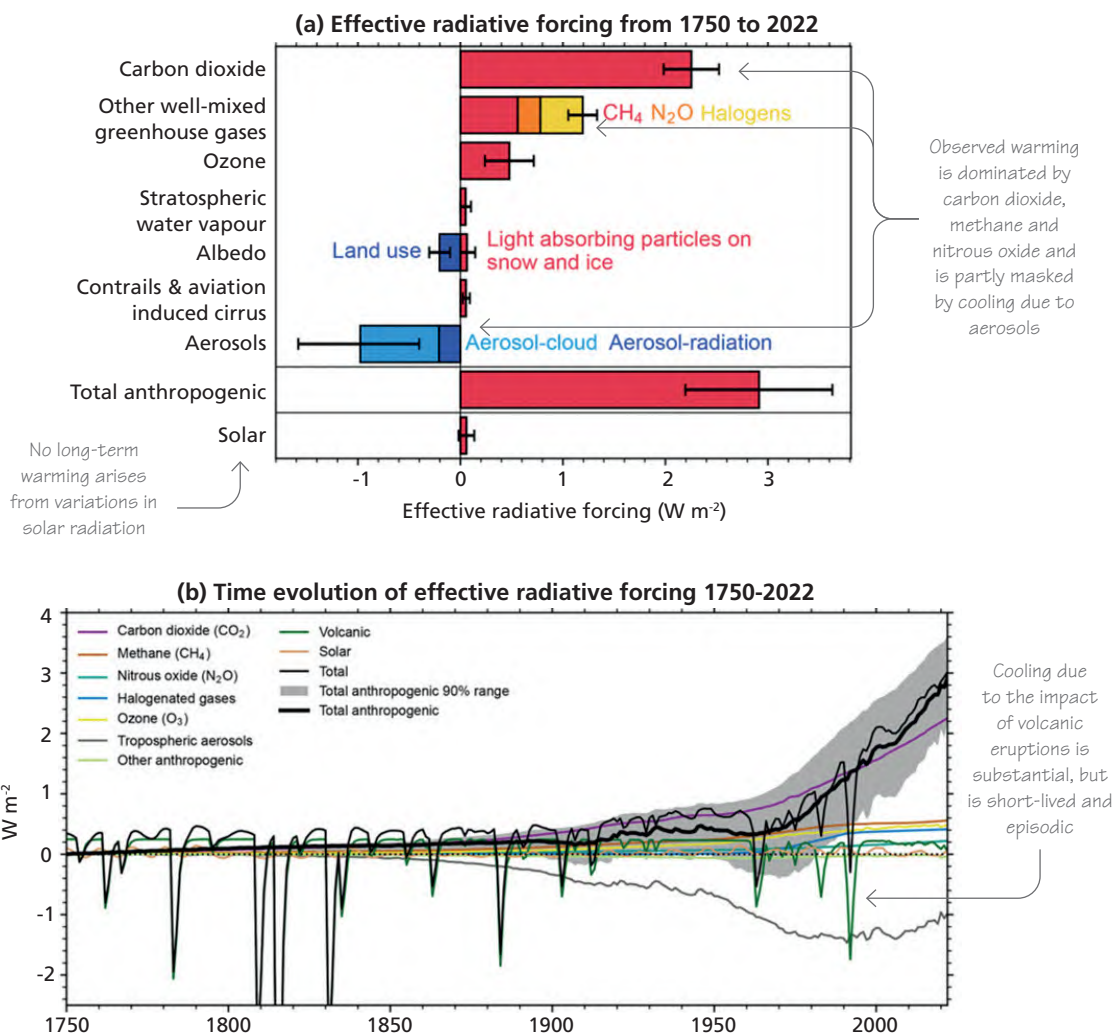 (a) Effective radiative forcing from 1750 to 2022
Carbon dioxide
Other well-mixed
greenhouse gases
CH₄ N₂O Halogens
Ozone
Stratospheric
water vapour
Albedo
Land use
Light absorbing particles on
snow and ice
Contrails & aviation
induced cirrus
Aerosols
Aerosol-cloud Aerosol-radiation
Total anthropogenic
Solar
-1 0 1 2 3
Effective radiative forcing (W m⁻²)
Observed warming
is dominated by
carbon dioxide,
methane and
nitrous oxide and
is partly masked
by cooling due to
aerosols
No long-term
warming arises
from variations in
solar radiation
(b) Time evolution of effective radiative forcing 1750-2022
4
3
2
1
0
-1
-2
W m⁻²
Carbon dioxide (CO₂)
Methane (CH₄)
Nitrous oxide (N₂O)
Halogenated gases
Ozone (O₃)
Tropospheric aerosols
Other anthropogenic
Volcanic
Solar
Total
Total anthropogenic 90% range
Total anthropogenic
1750 1800 1850 1900 1950 2000
Cooling due
to the impact
of volcanic
eruptions is
substantial, but
is short-lived and
episodic